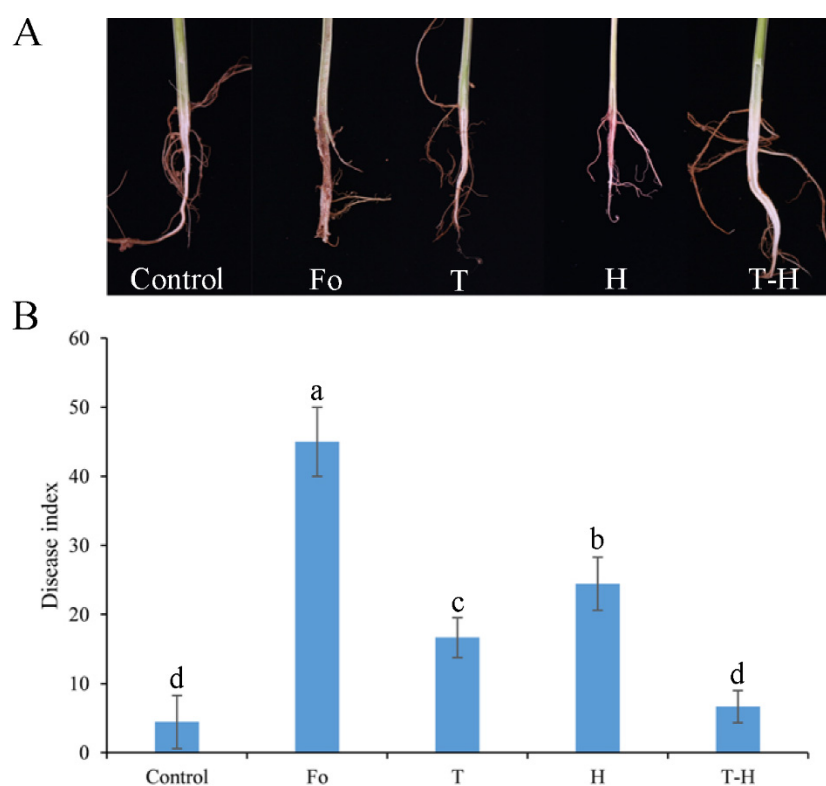 A
Control Fo T H T-H
B
60
50
40
30
20
10
0
Disease index
d
a
c
b
d
Control Fo T H T-H